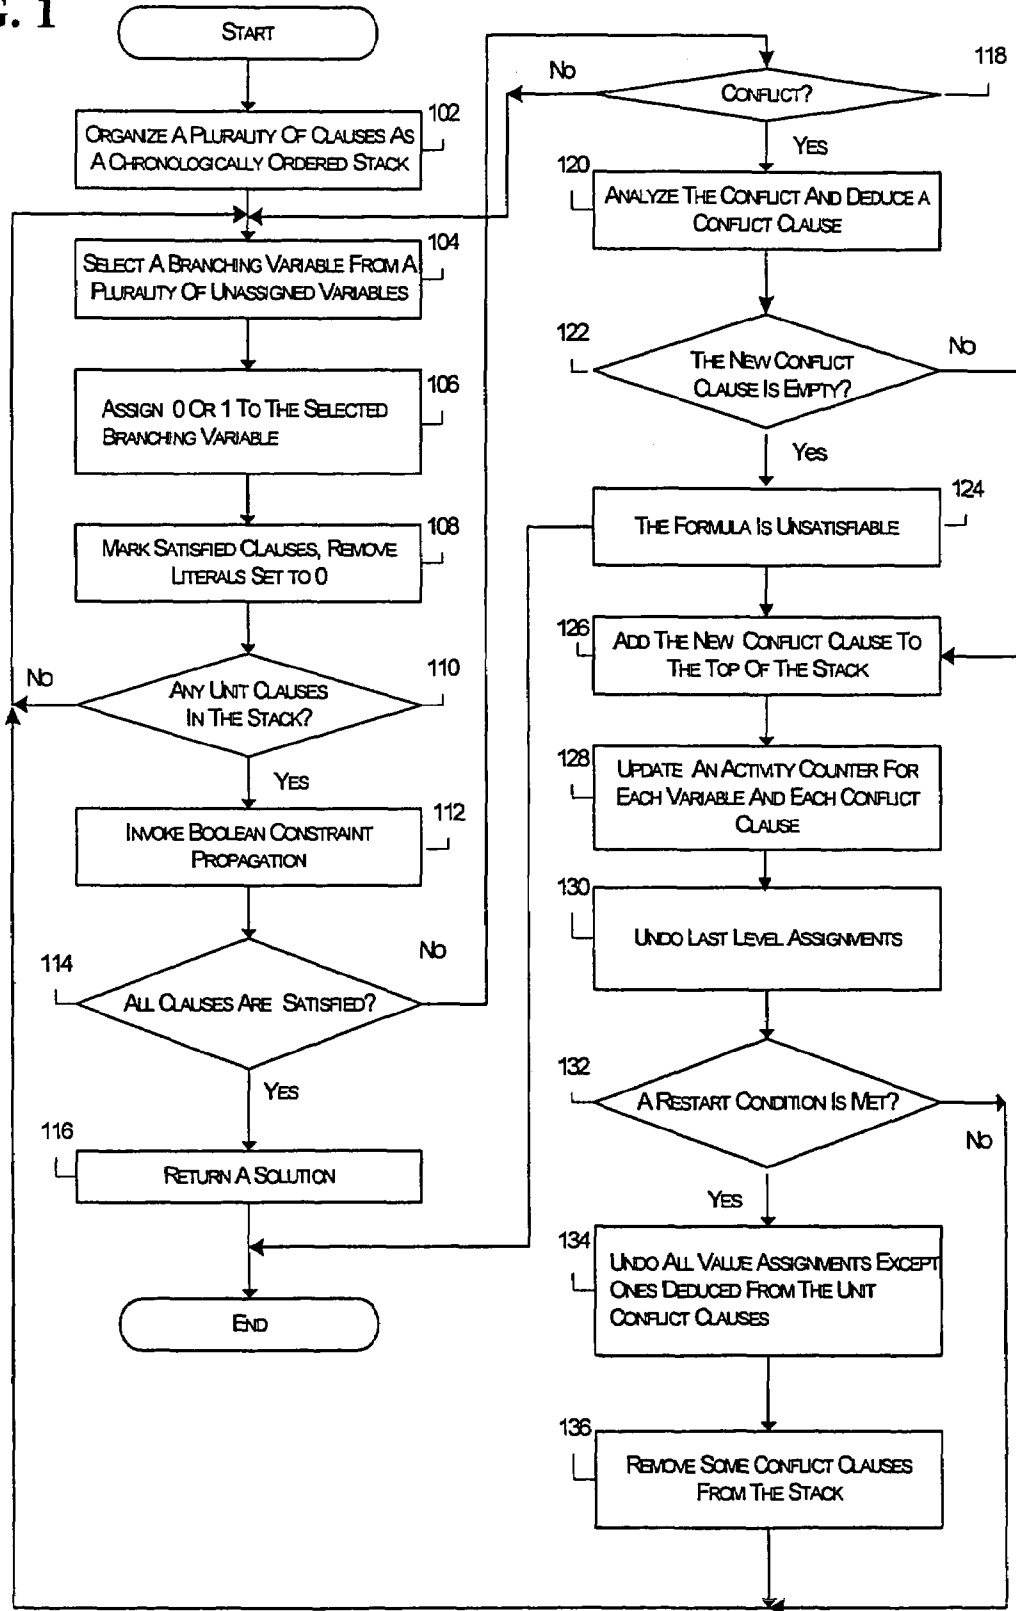 G. 1
START
102
ORGANIZE A PLURALITY OF CLAUSES AS
A CHRONOLOGICALLY ORDERED STACK
104
SELECT A BRANCHING VARIABLE FROM A
PLURALITY OF UNASSIGNED VARIABLES
106
ASSIGN 0 OR 1 TO THE SELECTED
BRANCHING VARIABLE
108
MARK SATISFIED CLAUSES, REMOVE
LITERALS SET TO 0
No
110
ANY UNIT CLAUSES
IN THE STACK?
YES
112
INVOKE BOOLEAN CONSTRAINT
PROPAGATION
No
114
ALL CLAUSES ARE SATISFIED?
YES
116
RETURN A SOLUTION
END
No
118
CONFLICT?
YES
120
ANALYZE THE CONFLICT AND DEDUCE A
CONFLICT CLAUSE
122
No
THE NEW CONFLICT
CLAUSE IS EMPTY?
Yes
124
THE FORMULA IS UNSATISFIABLE
126
ADD THE NEW CONFLICT CLAUSE TO
THE TOP OF THE STACK
128
UPDATE AN ACTIVITY COUNTER FOR
EACH VARIABLE AND EACH CONFLICT
CLAUSE
130
UNDO LAST LEVEL ASSIGNMENTS
132
A RESTART CONDITION IS MET?
No
YES
134
UNDO ALL VALUE ASSIGNMENTS EXCEPT
ONES DEDUCED FROM THE UNIT
CONFLICT CLAUSES
136
REMOVE SOME CONFLICT CLAUSES
FROM THE STACK